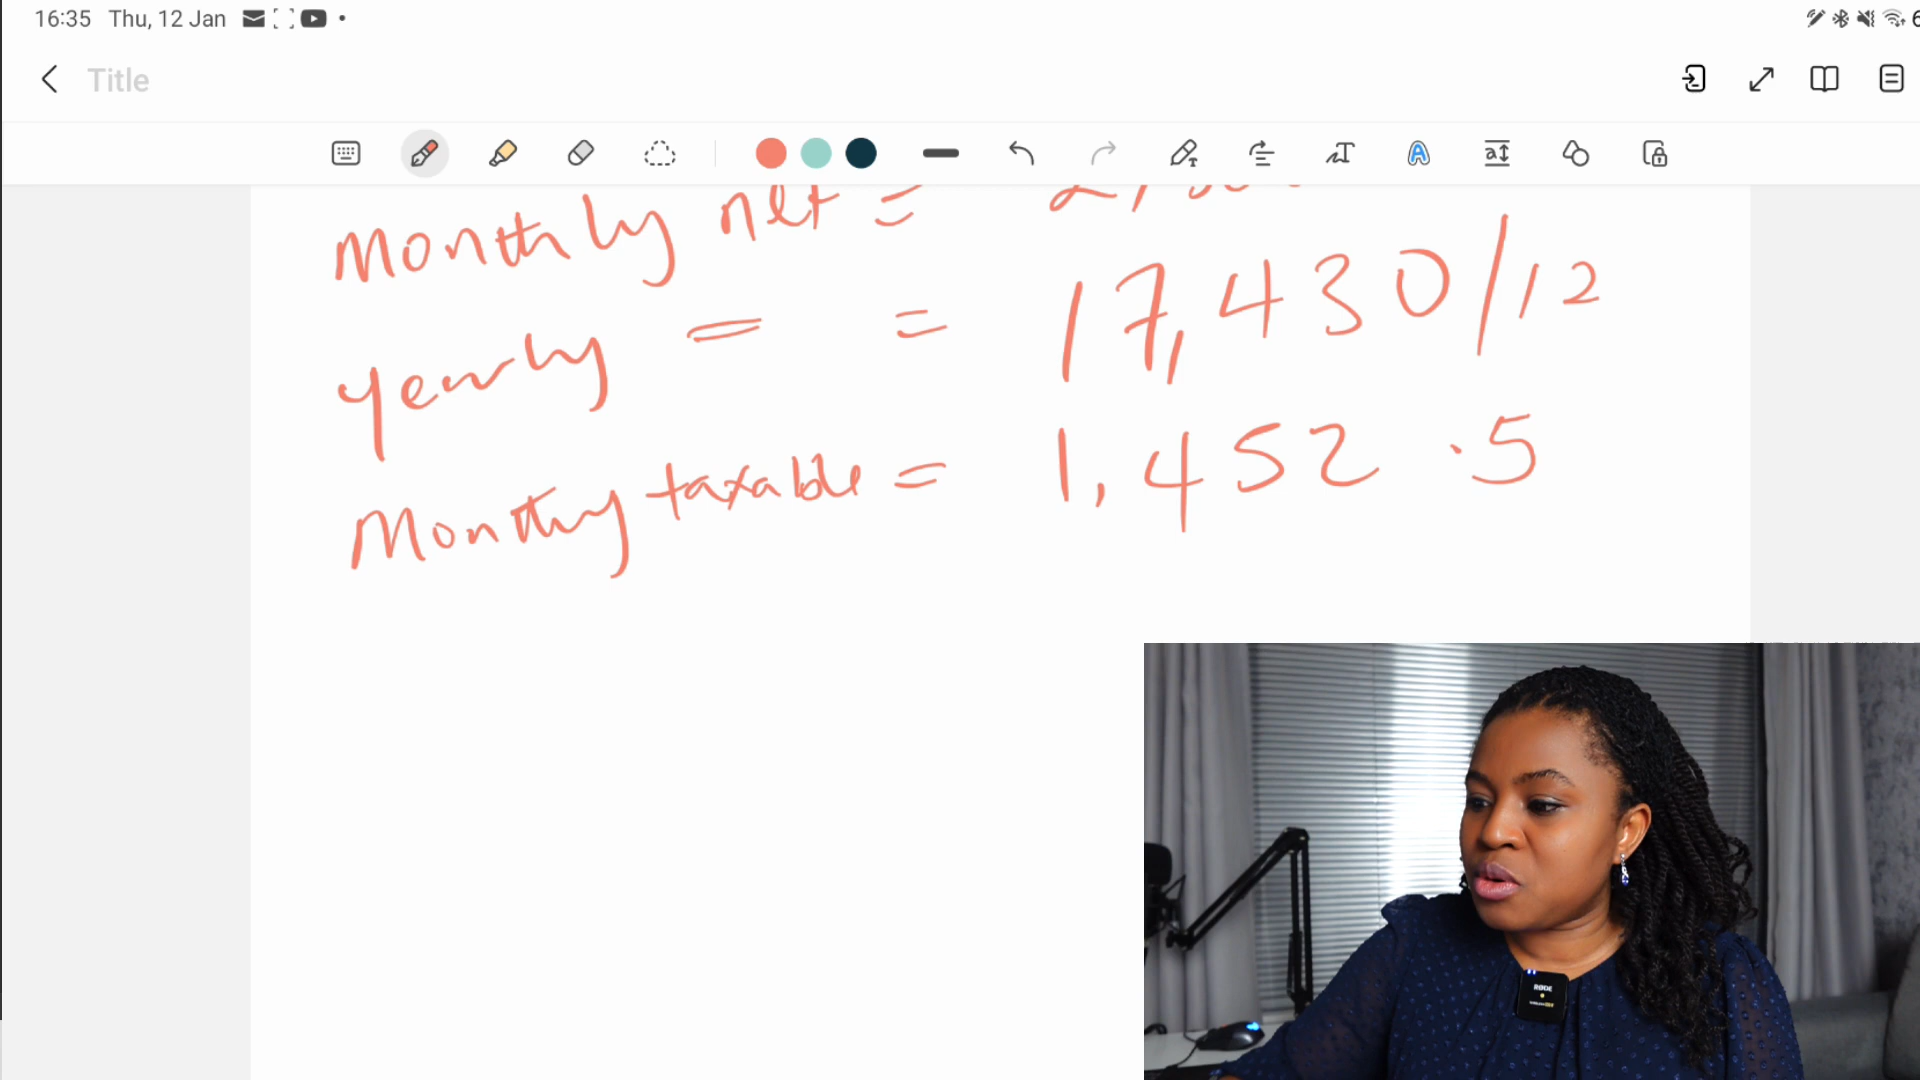 16:35 Thu, 12 Jan
Title
Monthly net =
yearly = = 17,430/12
Monthly taxable = 1,452.5
RØDE